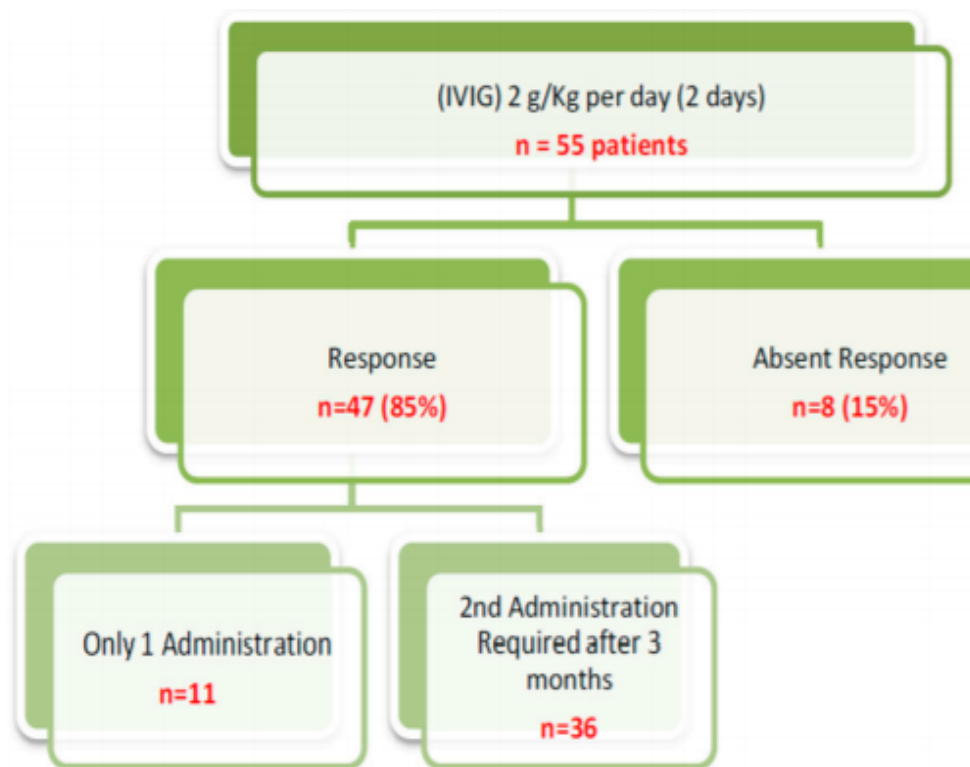 (IVIG) 2 g/Kg per day (2 days)
n = 55 patients
Response
n=47 (85%)
Absent Response
n=8 (15%)
Only 1 Administration
n=11
2nd Administration
Required after 3
months
n=36